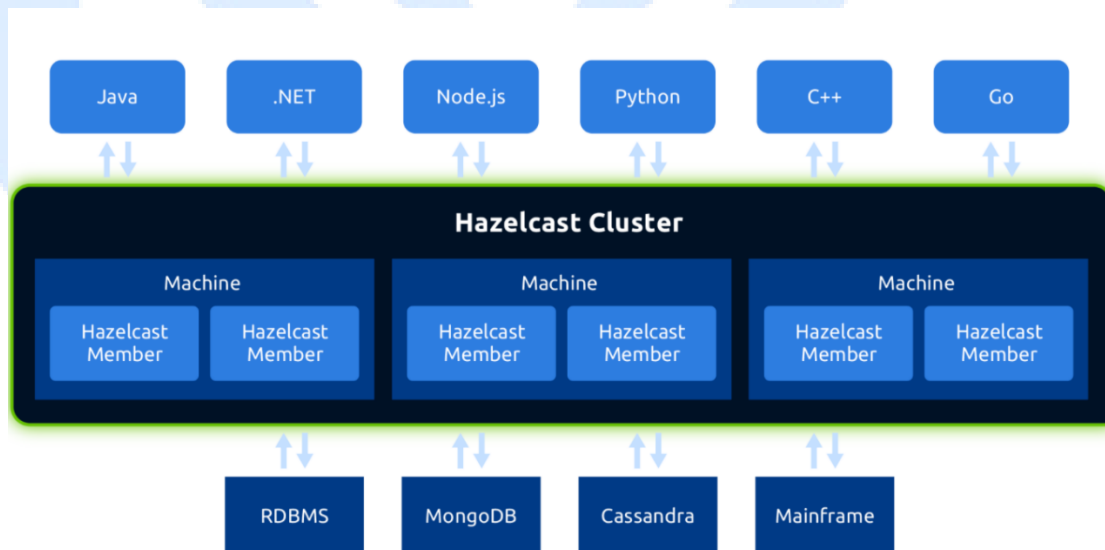 Java
.NET
Node.js
Python
C++
Go
Hazelcast Cluster
Machine
Hazelcast
Member
Hazelcast
Member
Machine
Hazelcast
Member
Hazelcast
Member
Machine
Hazelcast
Member
Hazelcast
Member
RDBMS
MongoDB
Cassandra
Mainframe